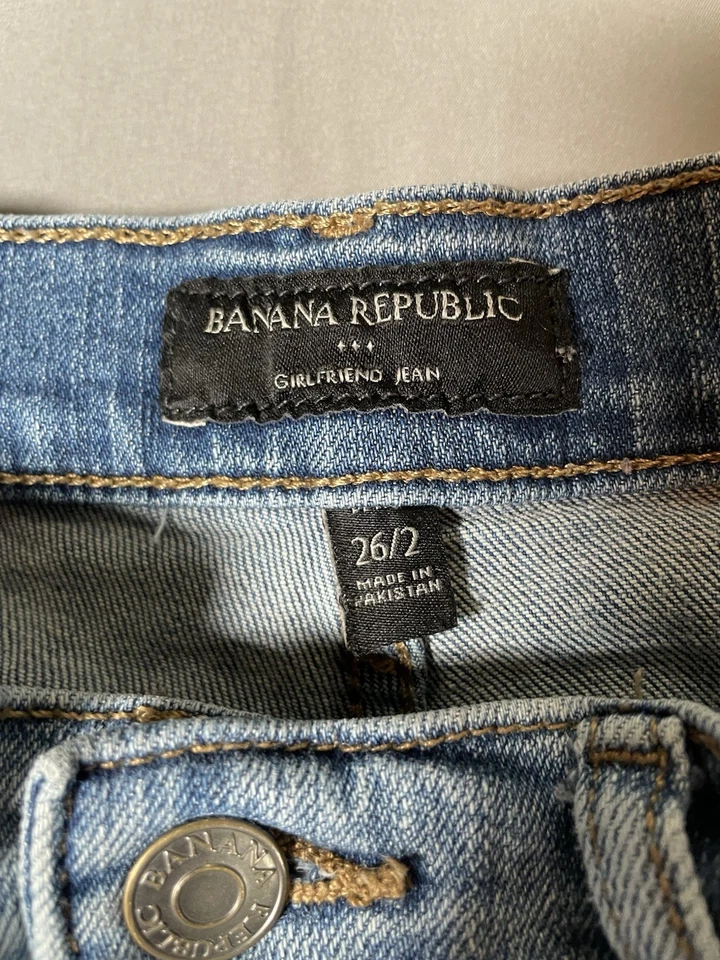 BANANA REPUBLIC
GIRLFRIEND JEAN
26/2
MADE IN
PAKISTAN
BANANA REPUBLIC